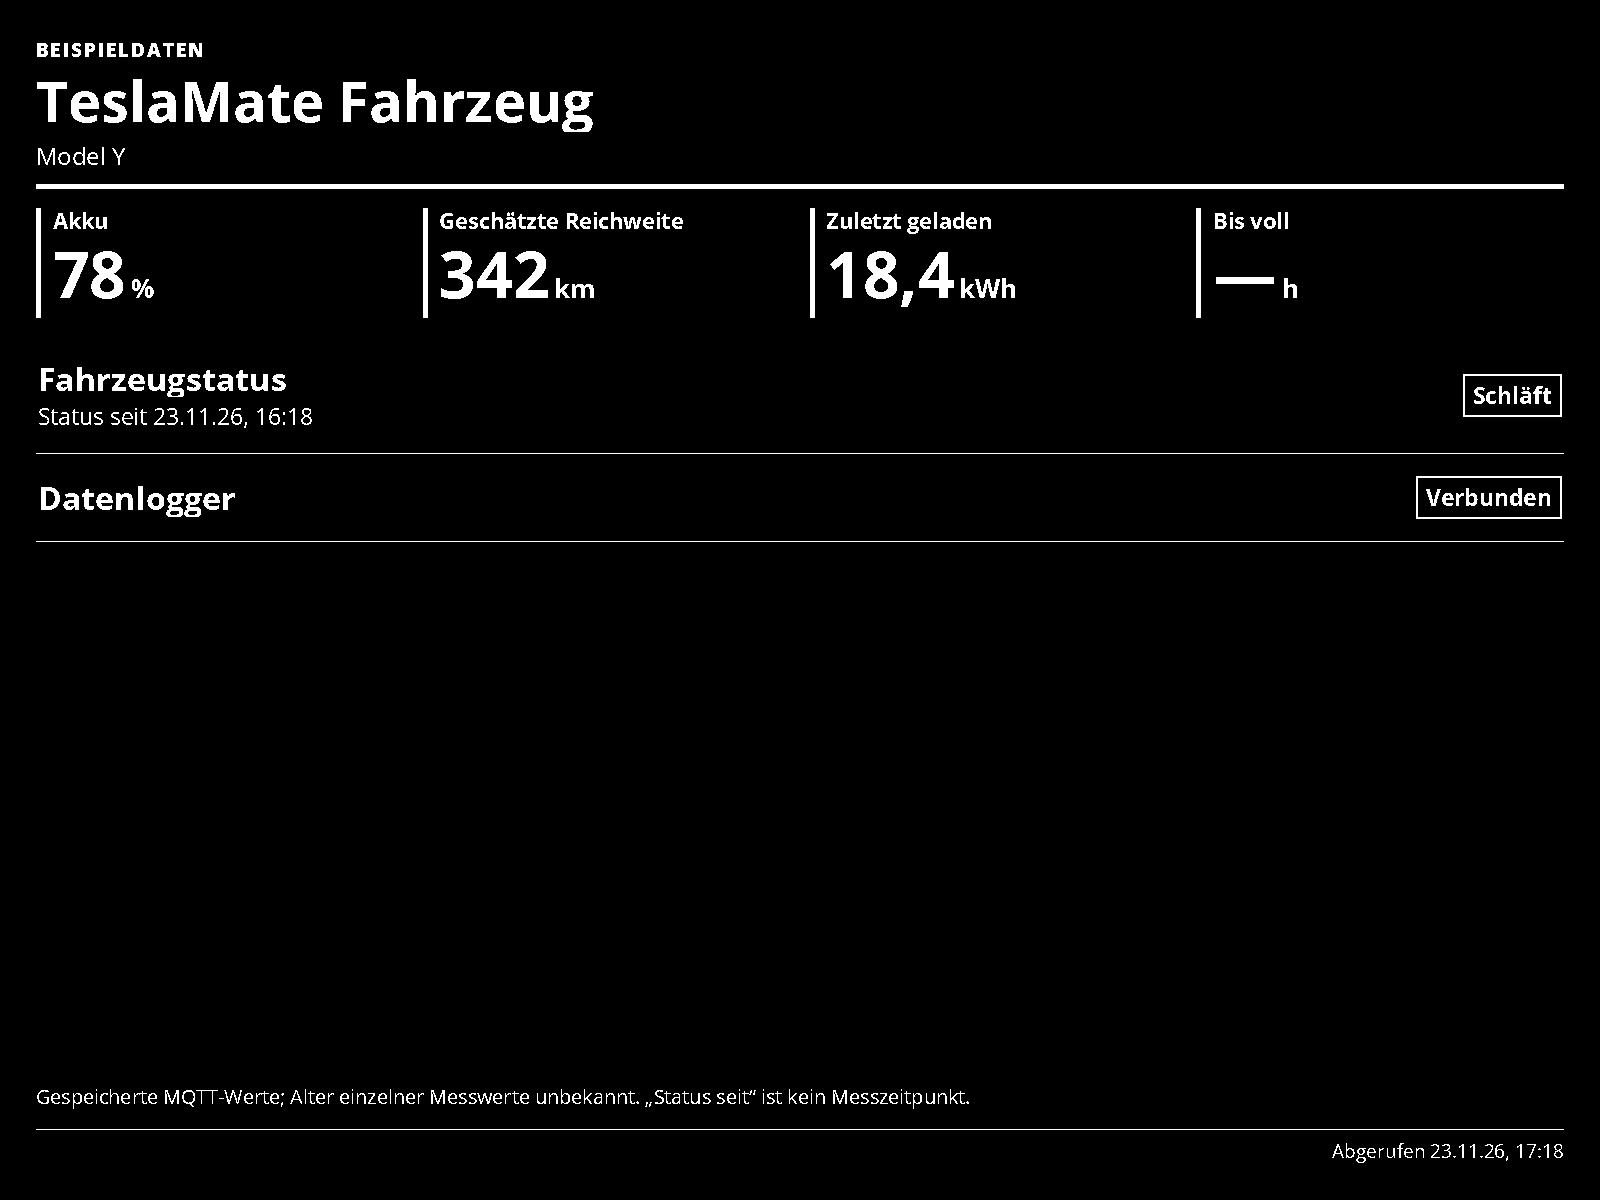 BEISPIELDATEN
TeslaMate Fahrzeug
Model Y
Akku
78 %
Geschätzte Reichweite
342 km
Zuletzt geladen
18,4 kWh
Bis voll
— h
Fahrzeugstatus
Status seit 23.11.26, 16:18
Schläft
Datenlogger
Verbunden
Gespeicherte MQTT-Werte; Alter einzelner Messwerte unbekannt. „Status seit“ ist kein Messzeitpunkt.
Abgerufen 23.11.26, 17:18